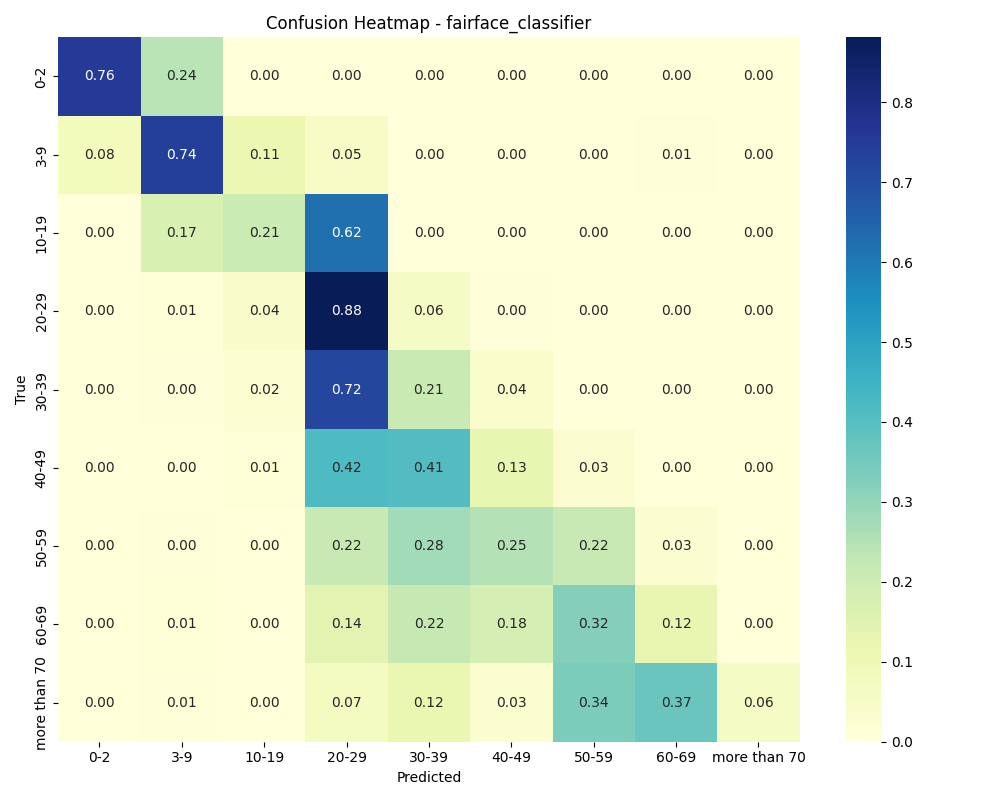 Confusion Heatmap - fairface_classifier
True
0-2 0.76 0.24 0.00 0.00 0.00 0.00 0.00 0.00 0.00
3-9 0.08 0.74 0.11 0.05 0.00 0.00 0.00 0.01 0.00
10-19 0.00 0.17 0.21 0.62 0.00 0.00 0.00 0.00 0.00
20-29 0.00 0.01 0.04 0.88 0.06 0.00 0.00 0.00 0.00
30-39 0.00 0.00 0.02 0.72 0.21 0.04 0.00 0.00 0.00
40-49 0.00 0.00 0.01 0.42 0.41 0.13 0.03 0.00 0.00
50-59 0.00 0.00 0.00 0.22 0.28 0.25 0.22 0.03 0.00
60-69 0.00 0.01 0.00 0.14 0.22 0.18 0.32 0.12 0.00
more than 70 0.00 0.01 0.00 0.07 0.12 0.03 0.34 0.37 0.06
0-2 3-9 10-19 20-29 30-39 40-49 50-59 60-69 more than 70
Predicted
0.8
0.7
0.6
0.5
0.4
0.3
0.2
0.1
0.0